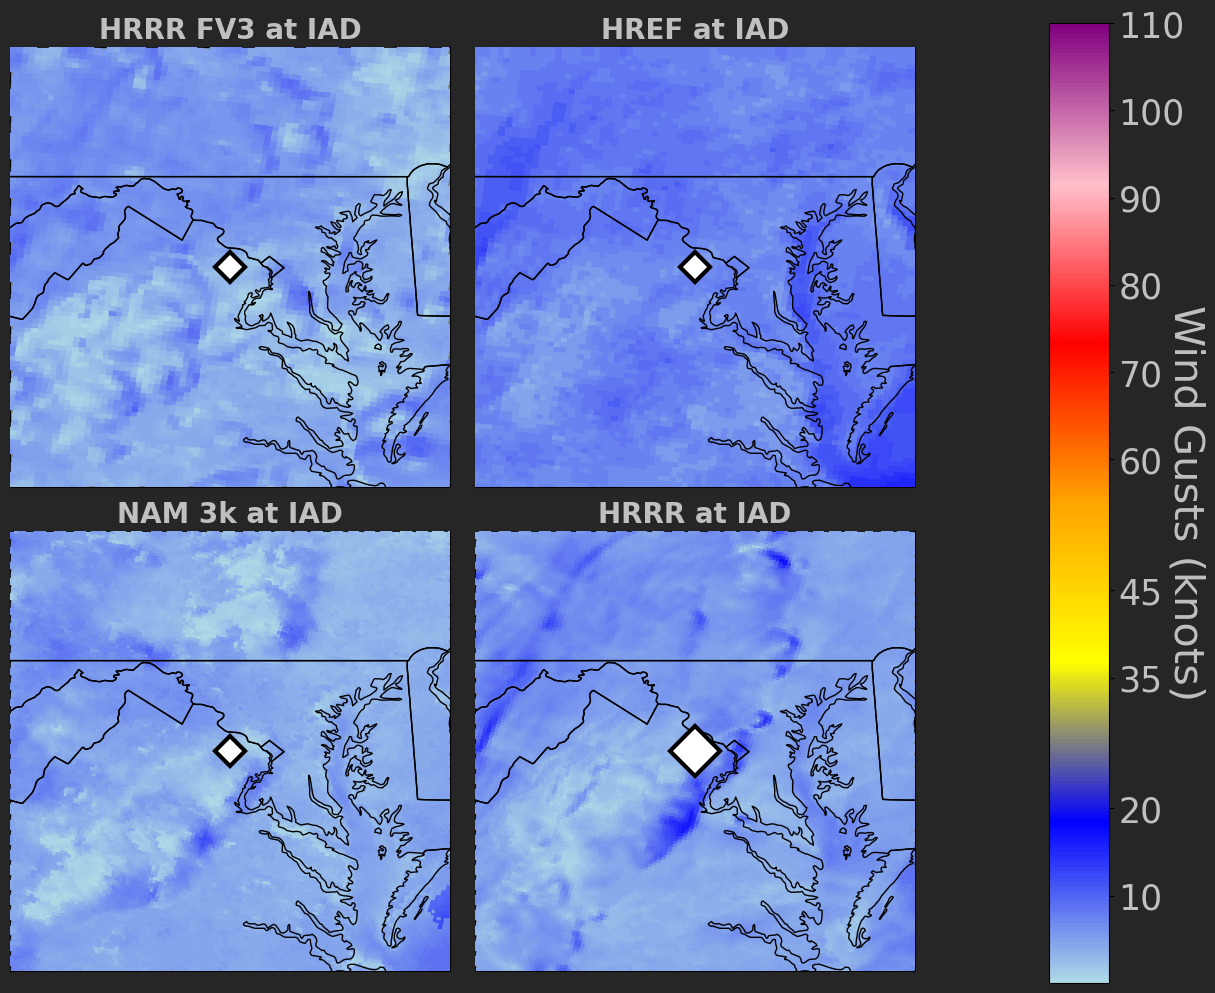 HRRR FV3 at IAD
HREF at IAD
NAM 3k at IAD
HRRR at IAD
110
100
90
80
70
60
45
35
20
10
Wind Gusts (knots)